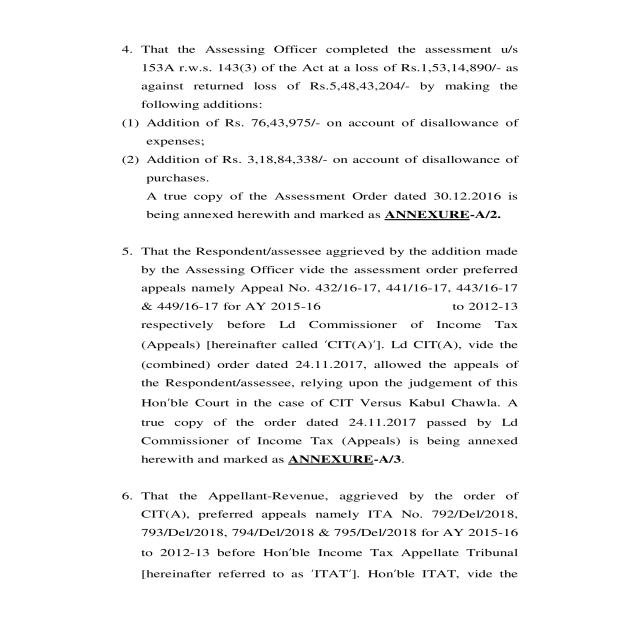 4. That the Assessing Officer completed the assessment u/s
153A r.w.s. 143(3) of the Act at a loss of Rs.1,53,14,890/- as
against returned loss of Rs.5,48,43,204/- by making the
following additions:
(1) Addition of Rs. 76,43,975/- on account of disallowance of
expenses;
(2) Addition of Rs. 3,18,84,338/- on account of disallowance of
purchases.
A true copy of the Assessment Order dated 30.12.2016 is
being annexed herewith and marked as ANNEXURE-A/2.
5. That the Respondent/assessee aggrieved by the addition made
by the Assessing Officer vide the assessment order preferred
appeals namely Appeal No. 432/16-17, 441/16-17, 443/16-17
& 449/16-17 for AY 2015-16 to 2012-13
respectively before Ld Commissioner of Income Tax
(Appeals) [hereinafter called 'CIT(A)']. Ld CIT(A), vide the
(combined) order dated 24.11.2017, allowed the appeals of
the Respondent/assessee, relying upon the judgement of this
Hon'ble Court in the case of CIT Versus Kabul Chawla. A
true copy of the order dated 24.11.2017 passed by Ld
Commissioner of Income Tax (Appeals) is being annexed
herewith and marked as ANNEXURE-A/3.
6. That the Appellant-Revenue, aggrieved by the order of
CIT(A), preferred appeals namely ITA No. 792/Del/2018,
793/Del/2018, 794/Del/2018 & 795/Del/2018 for AY 2015-16
to 2012-13 before Hon'ble Income Tax Appellate Tribunal
[hereinafter referred to as 'ITAT']. Hon'ble ITAT, vide the